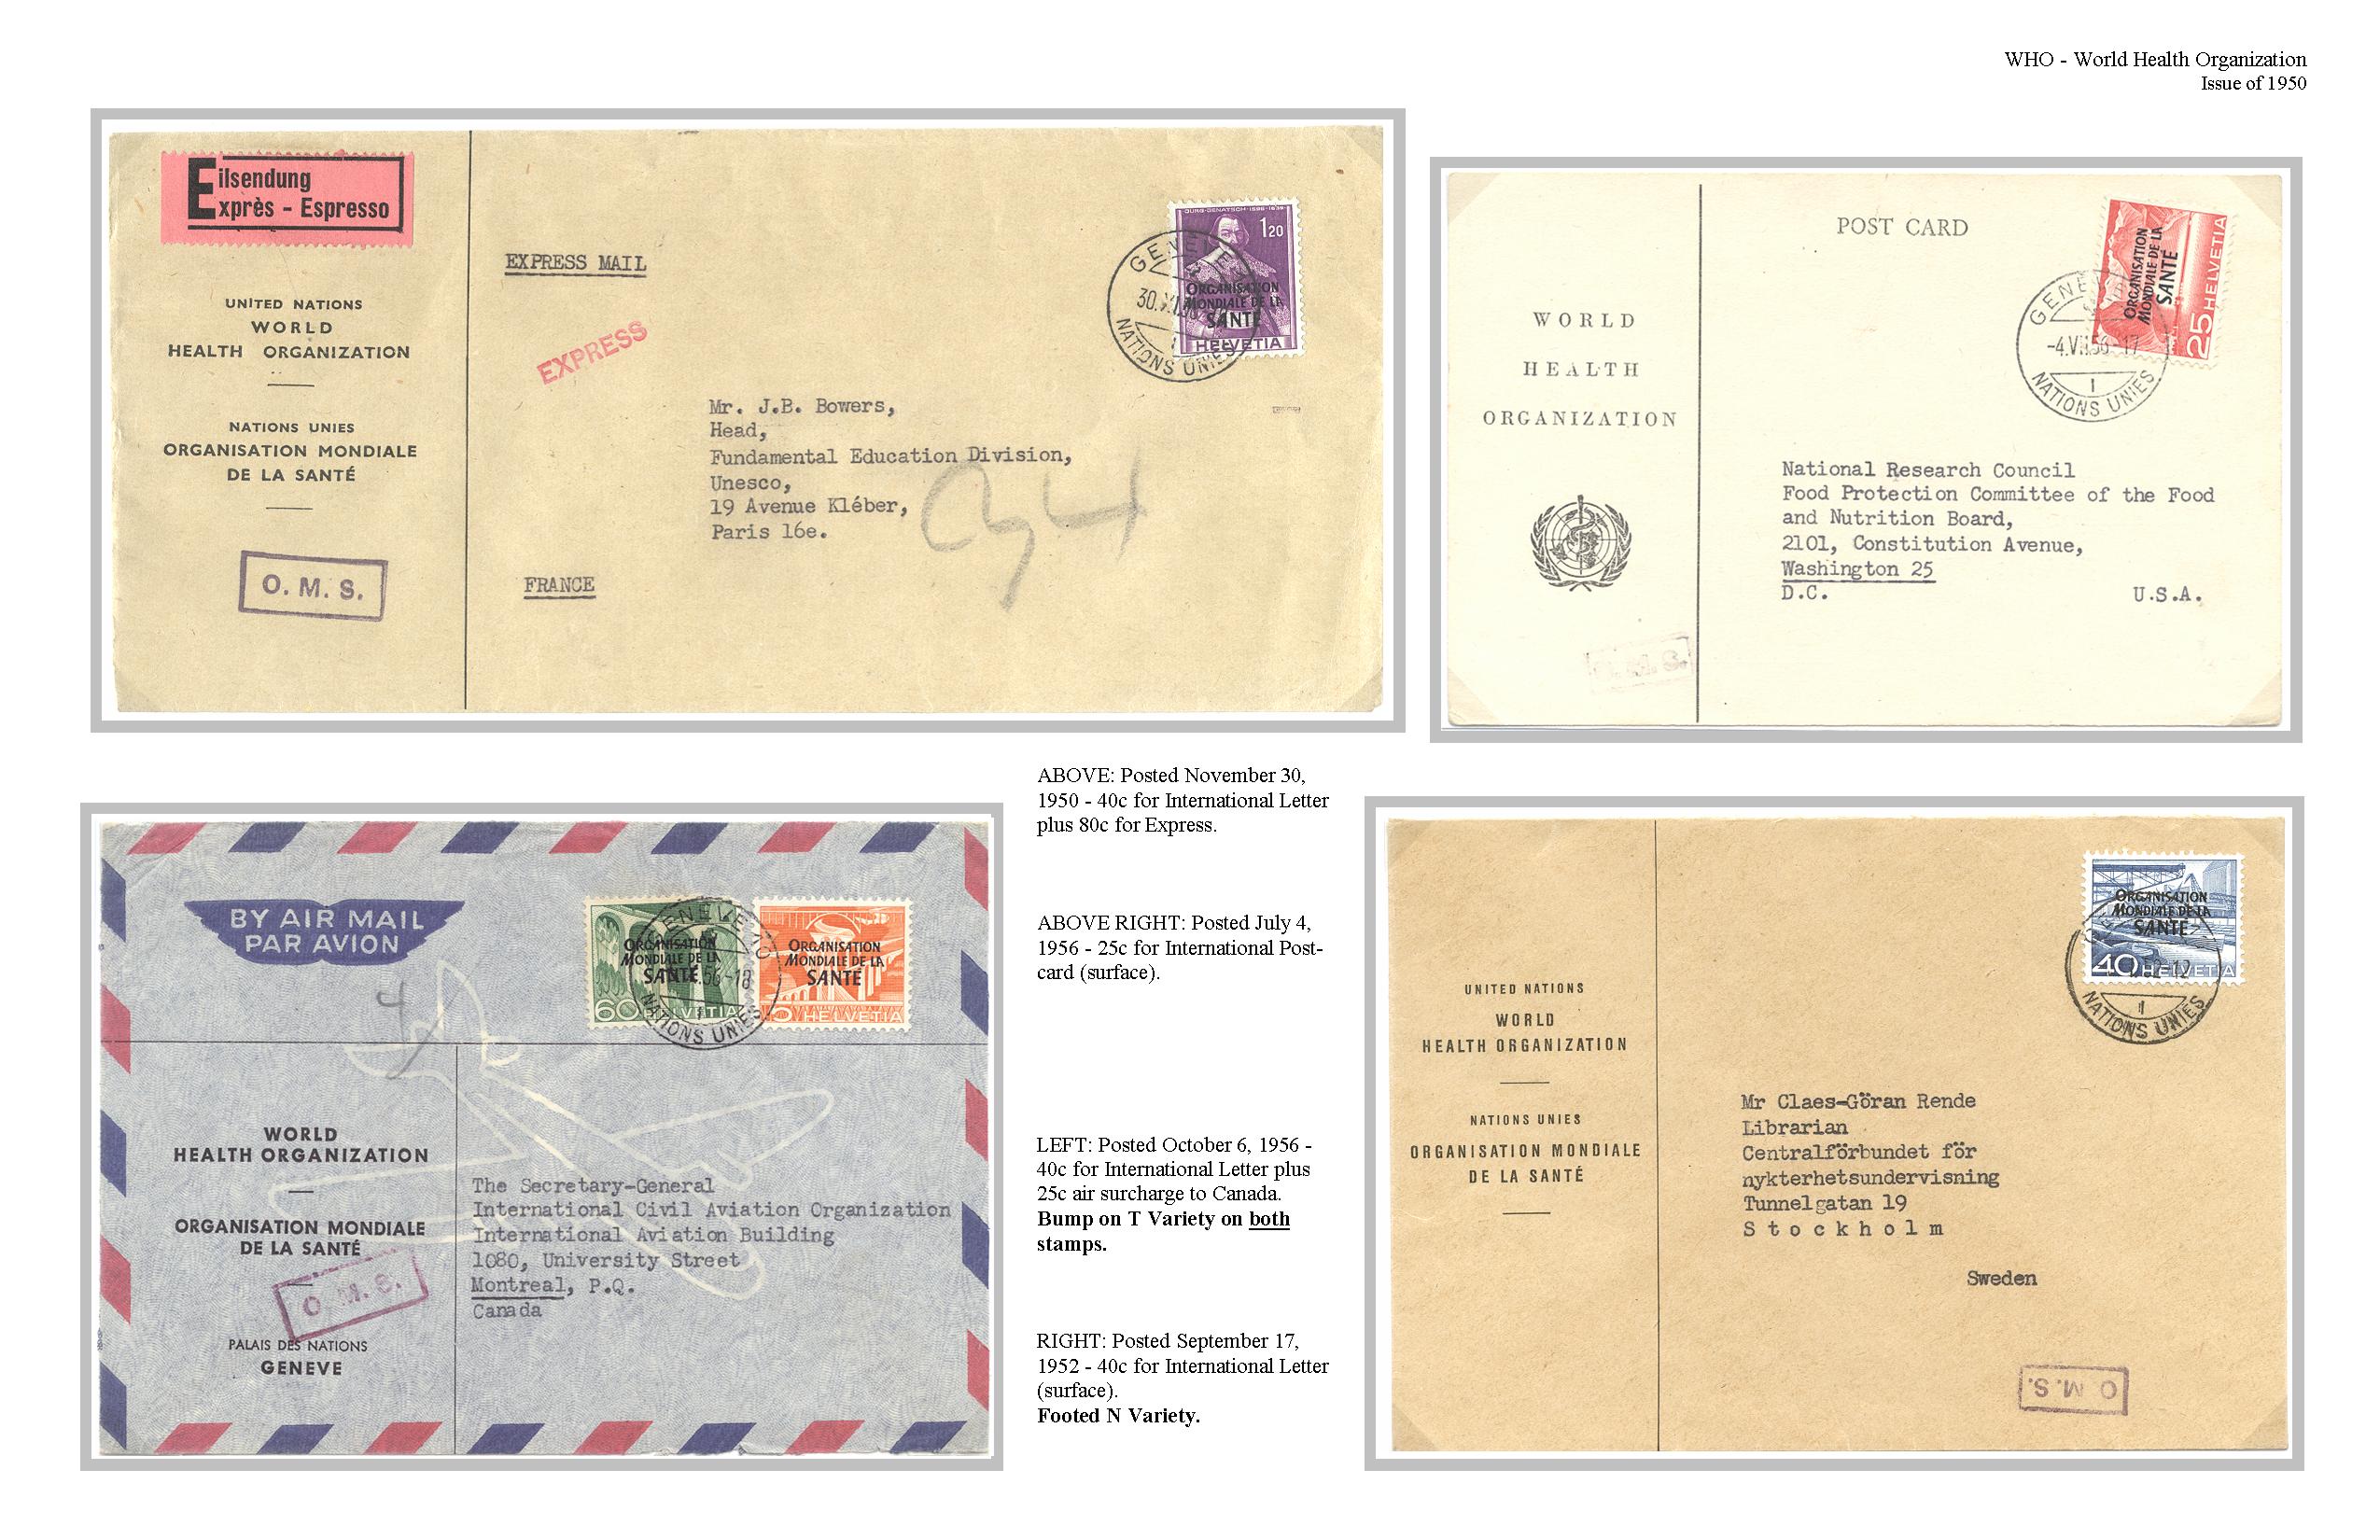 WHO - World Health Organization
Issue of 1950
Eilsendung
Exprès - Espresso
UNITED NATIONS
WORLD
HEALTH ORGANIZATION
NATIONS UNIES
ORGANISATION MONDIALE
DE LA SANTÉ
O. M. S.
EXPRESS MAIL
EXPRESS
Mr. J.B. Bowers,
Head,
Fundamental Education Division,
Unesco,
19 Avenue Kléber,
Paris 16e.
FRANCE
JURG·JENATSCH·1596-1639
1 20
ORGANISATION
MONDIALE DE LA
SANTÉ
HELVETIA
GENÈVE
NATIONS UNIES
POST CARD
WORLD
HEALTH
ORGANIZATION
ORGANISATION
MONDIALE DE LA
SANTÉ
25 HELVETIA
GENÈVE
-4.VII.56-17
1
NATIONS UNIES
National Research Council
Food Protection Committee of the Food
and Nutrition Board,
2101, Constitution Avenue,
Washington 25
D.C. U.S.A.
ABOVE: Posted November 30,
1950 - 40c for International Letter
plus 80c for Express.
ABOVE RIGHT: Posted July 4,
1956 - 25c for International Post-
card (surface).
LEFT: Posted October 6, 1956 -
40c for International Letter plus
25c air surcharge to Canada.
Bump on T Variety on both
stamps.
RIGHT: Posted September 17,
1952 - 40c for International Letter
(surface).
Footed N Variety.
BY AIR MAIL
PAR AVION
4
ORGANISATION
MONDIALE DE LA
SANTÉ
60 HELVETIA
ORGANISATION
MONDIALE DE LA
SANTÉ
5 HELVETIA
GENÈVE
56-18
NATIONS UNIES
WORLD
HEALTH ORGANIZATION
ORGANISATION MONDIALE
DE LA SANTÉ
O. M. S.
PALAIS DES NATIONS
GENEVE
The Secretary-General
International Civil Aviation Organization
International Aviation Building
1080, University Street
Montreal, P.Q.
Canada
UNITED NATIONS
WORLD
HEALTH ORGANIZATION
NATIONS UNIES
ORGANISATION MONDIALE
DE LA SANTÉ
ORGANISATION
MONDIALE DE LA
SANTÉ
40 HELVETIA
52-12
1
NATIONS UNIES
Mr Claes-Göran Rende
Librarian
Centralförbundet för
nykterhetsundervisning
Tunnelgatan 19
Stockholm
Sweden
O M.S.